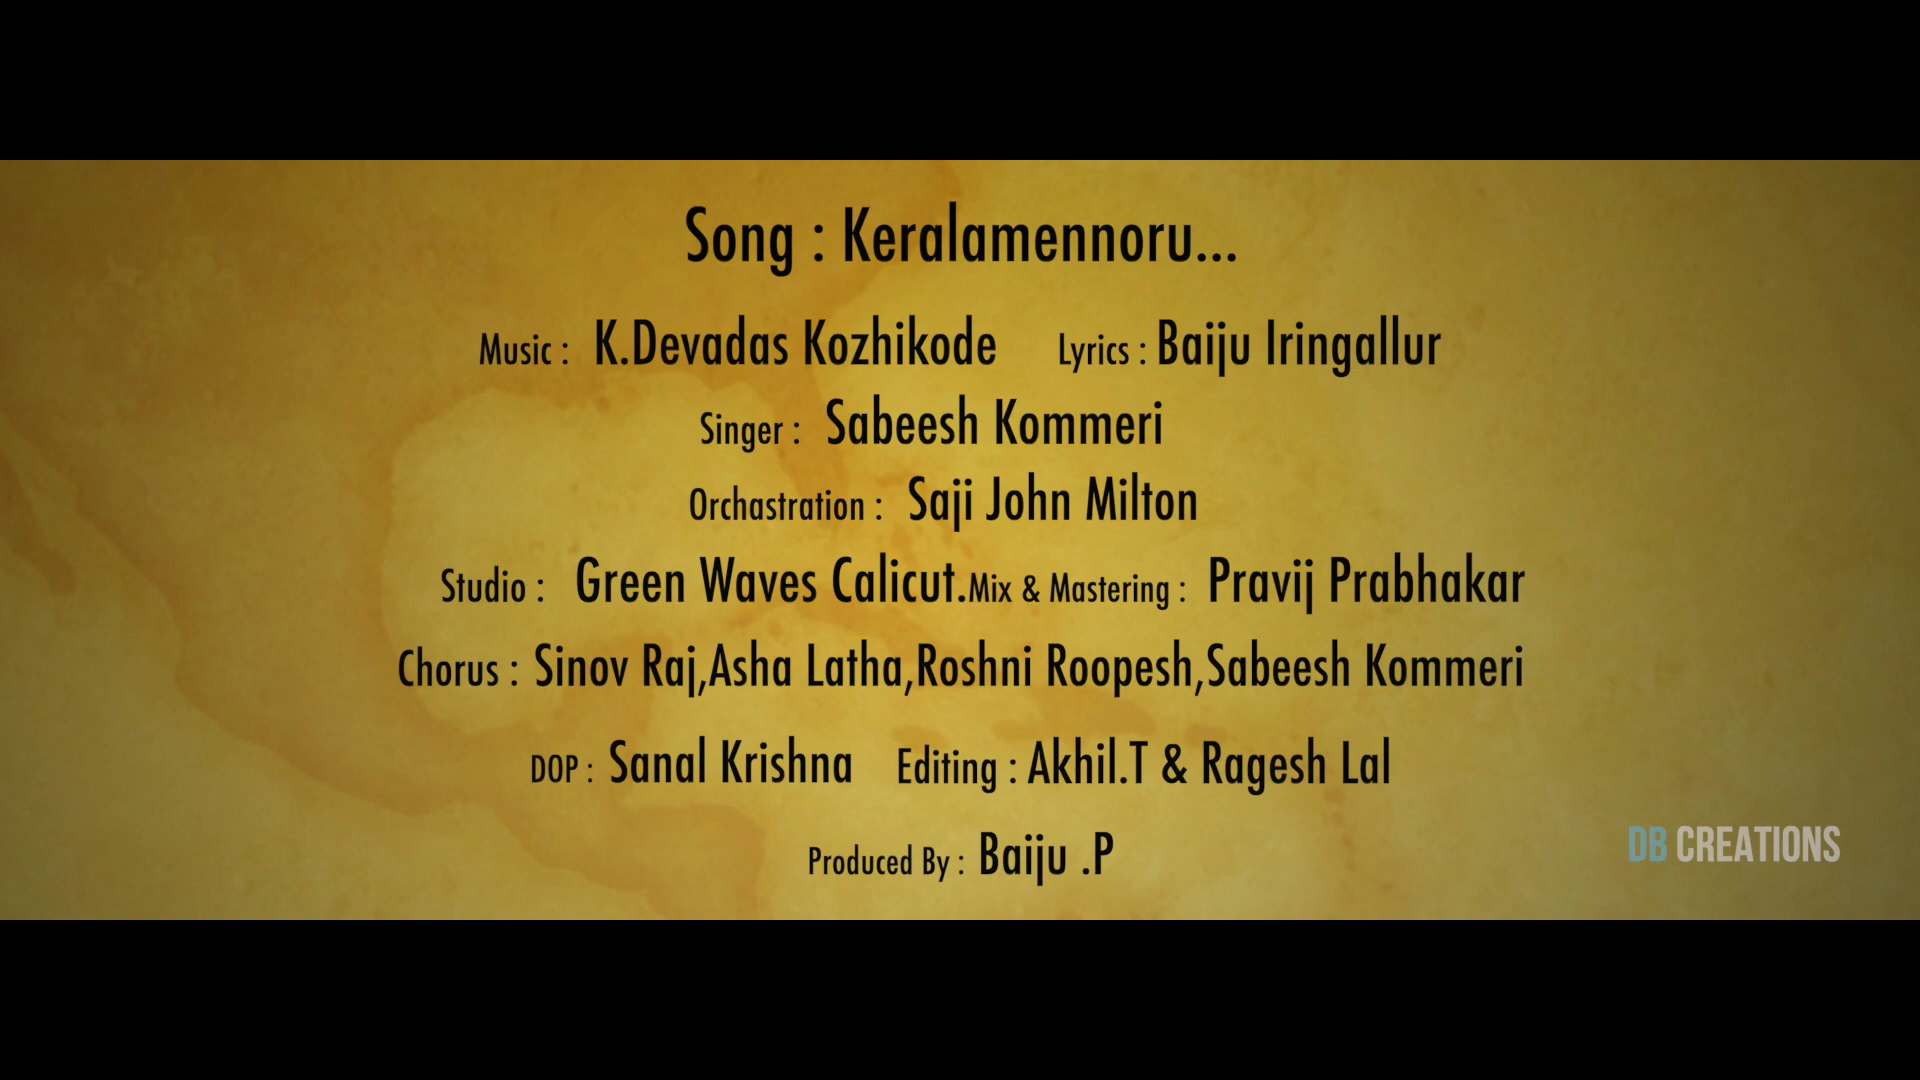 Song : Keralamennoru...
Music : K.Devadas Kozhikode Lyrics : Baiju Iringallur
Singer : Sabeesh Kommeri
Orchastration : Saji John Milton
Studio : Green Waves Calicut.Mix & Mastering : Pravij Prabhakar
Chorus : Sinov Raj,Asha Latha,Roshni Roopesh,Sabeesh Kommeri
DOP : Sanal Krishna Editing : Akhil.T & Ragesh Lal
Produced By : Baiju .P
DB CREATIONS